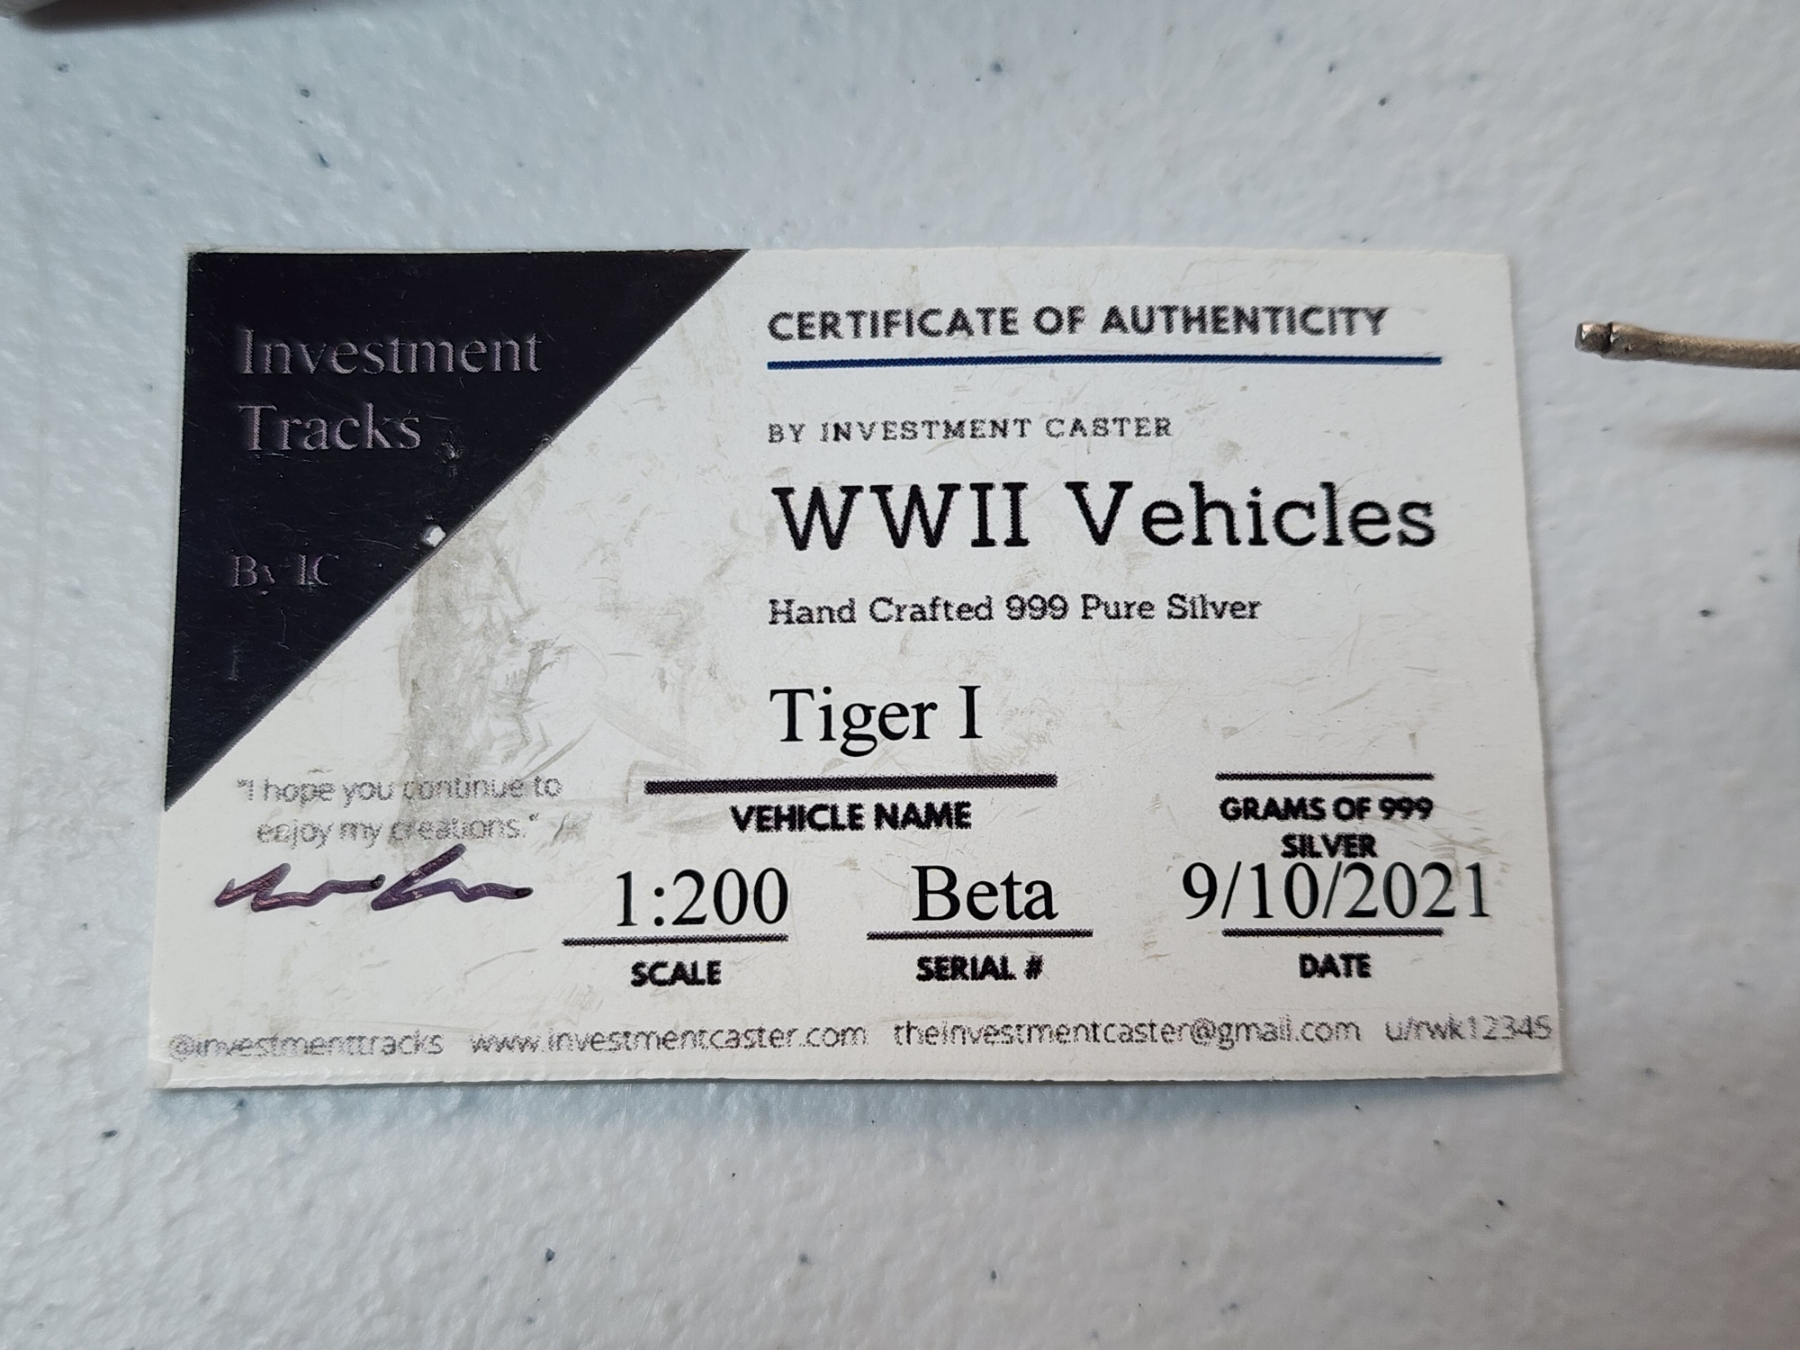 Investment
Tracks
By IC
CERTIFICATE OF AUTHENTICITY
BY INVESTMENT CASTER
WWII Vehicles
Hand Crafted 999 Pure Silver
Tiger I
VEHICLE NAME
GRAMS OF 999
SILVER
"I hope you continue to
enjoy my creations."
1:200
SCALE
Beta
SERIAL #
9/10/2021
DATE
@investmenttracks www.investmentcaster.com theinvestmentcaster@gmail.com u/rwk12345